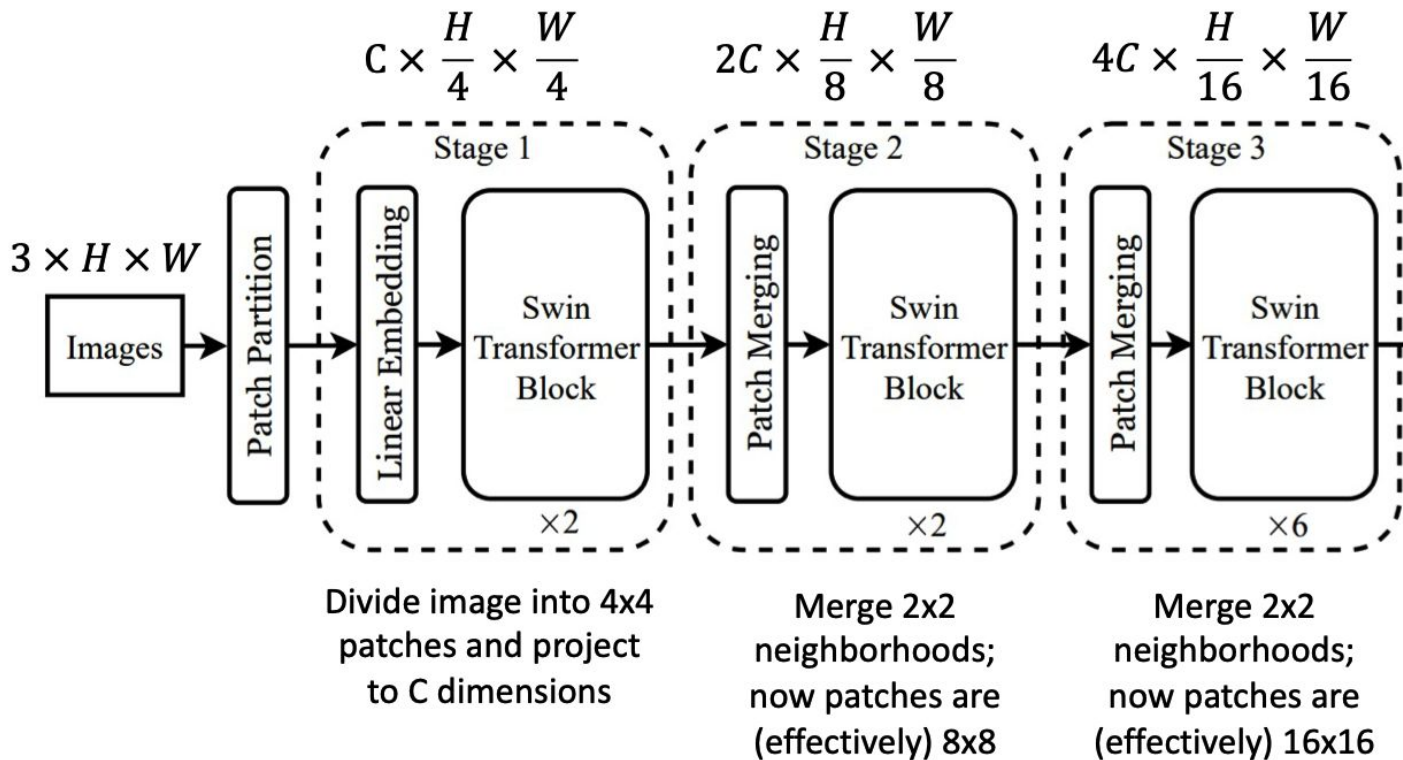 C × H/4 × W/4
2C × H/8 × W/8
4C × H/16 × W/16
Stage 1
Stage 2
Stage 3
3 × H × W
Images
Patch Partition
Linear Embedding
Swin
Transformer
Block
×2
Patch Merging
Swin
Transformer
Block
×2
Patch Merging
Swin
Transformer
Block
×6
Divide image into 4x4
patches and project
to C dimensions
Merge 2x2
neighborhoods;
now patches are
(effectively) 8x8
Merge 2x2
neighborhoods;
now patches are
(effectively) 16x16